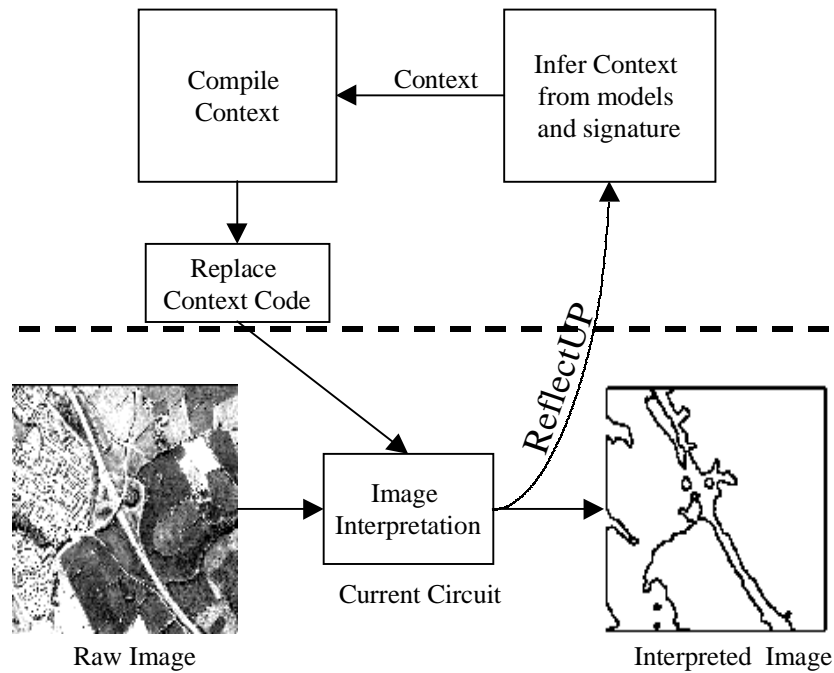 Compile
Context
Context
Infer Context
from models
and signature
Replace
Context Code
ReflectUP
Image
Interpretation
Current Circuit
Raw Image
Interpreted Image